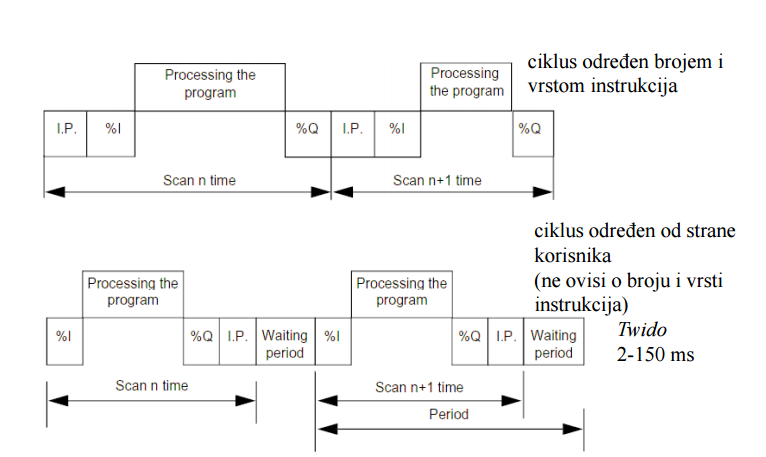 Processing the
program
Processing
the program
ciklus određen brojem i
vrstom instrukcija
I.P.
%I
%Q
I.P.
%I
%Q
Scan n time
Scan n+1 time
ciklus određen od strane
korisnika
(ne ovisi o broju i vrsti
instrukcija)
Twido
2-150 ms
Processing the
program
Processing the
program
%I
%Q
I.P.
Waiting
period
%I
%Q
I.P.
Waiting
period
Scan n time
Scan n+1 time
Period